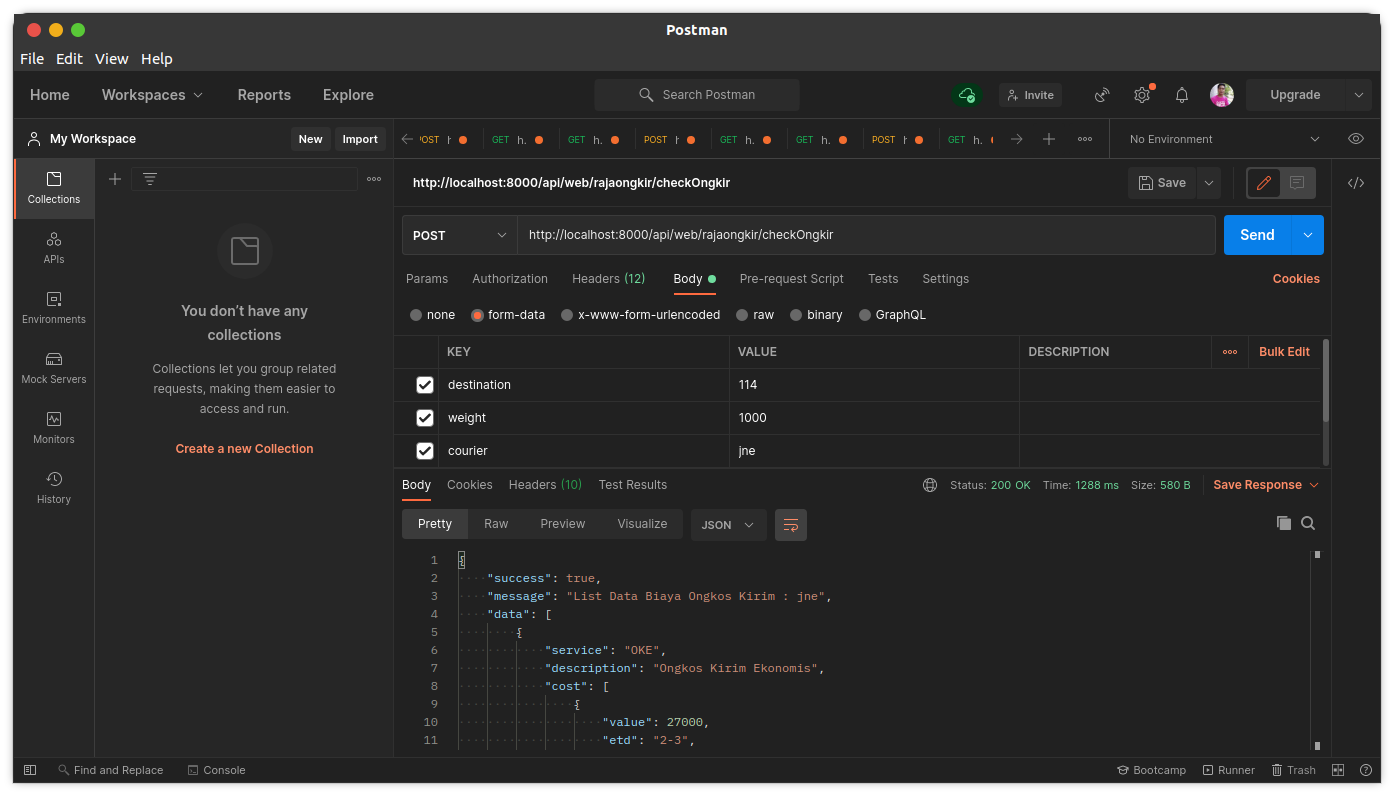 Postman
File Edit View Help
Home Workspaces Reports Explore Search Postman Invite Upgrade
My Workspace New Import POST h GET h. GET h. POST h GET h. GET h. POST h GET h. No Environment
Collections
http://localhost:8000/api/web/rajaongkir/checkOngkir Save
POST http://localhost:8000/api/web/rajaongkir/checkOngkir Send
APIs
Params Authorization Headers (12) Body Pre-request Script Tests Settings Cookies
Environments
none form-data x-www-form-urlencoded raw binary GraphQL
You don’t have any
collections
KEY VALUE DESCRIPTION Bulk Edit
Mock Servers
Collections let you group related
requests, making them easier to
access and run.
destination 114
weight 1000
Monitors
Create a new Collection
courier jne
History
Body Cookies Headers (10) Test Results Status: 200 OK Time: 1288 ms Size: 580 B Save Response
Pretty Raw Preview Visualize JSON
1 {
2 "success": true,
3 "message": "List Data Biaya Ongkos Kirim : jne",
4 "data": [
5 {
6 "service": "OKE",
7 "description": "Ongkos Kirim Ekonomis",
8 "cost": [
9 {
10 "value": 27000,
11 "etd": "2-3",
Find and Replace Console Bootcamp Runner Trash